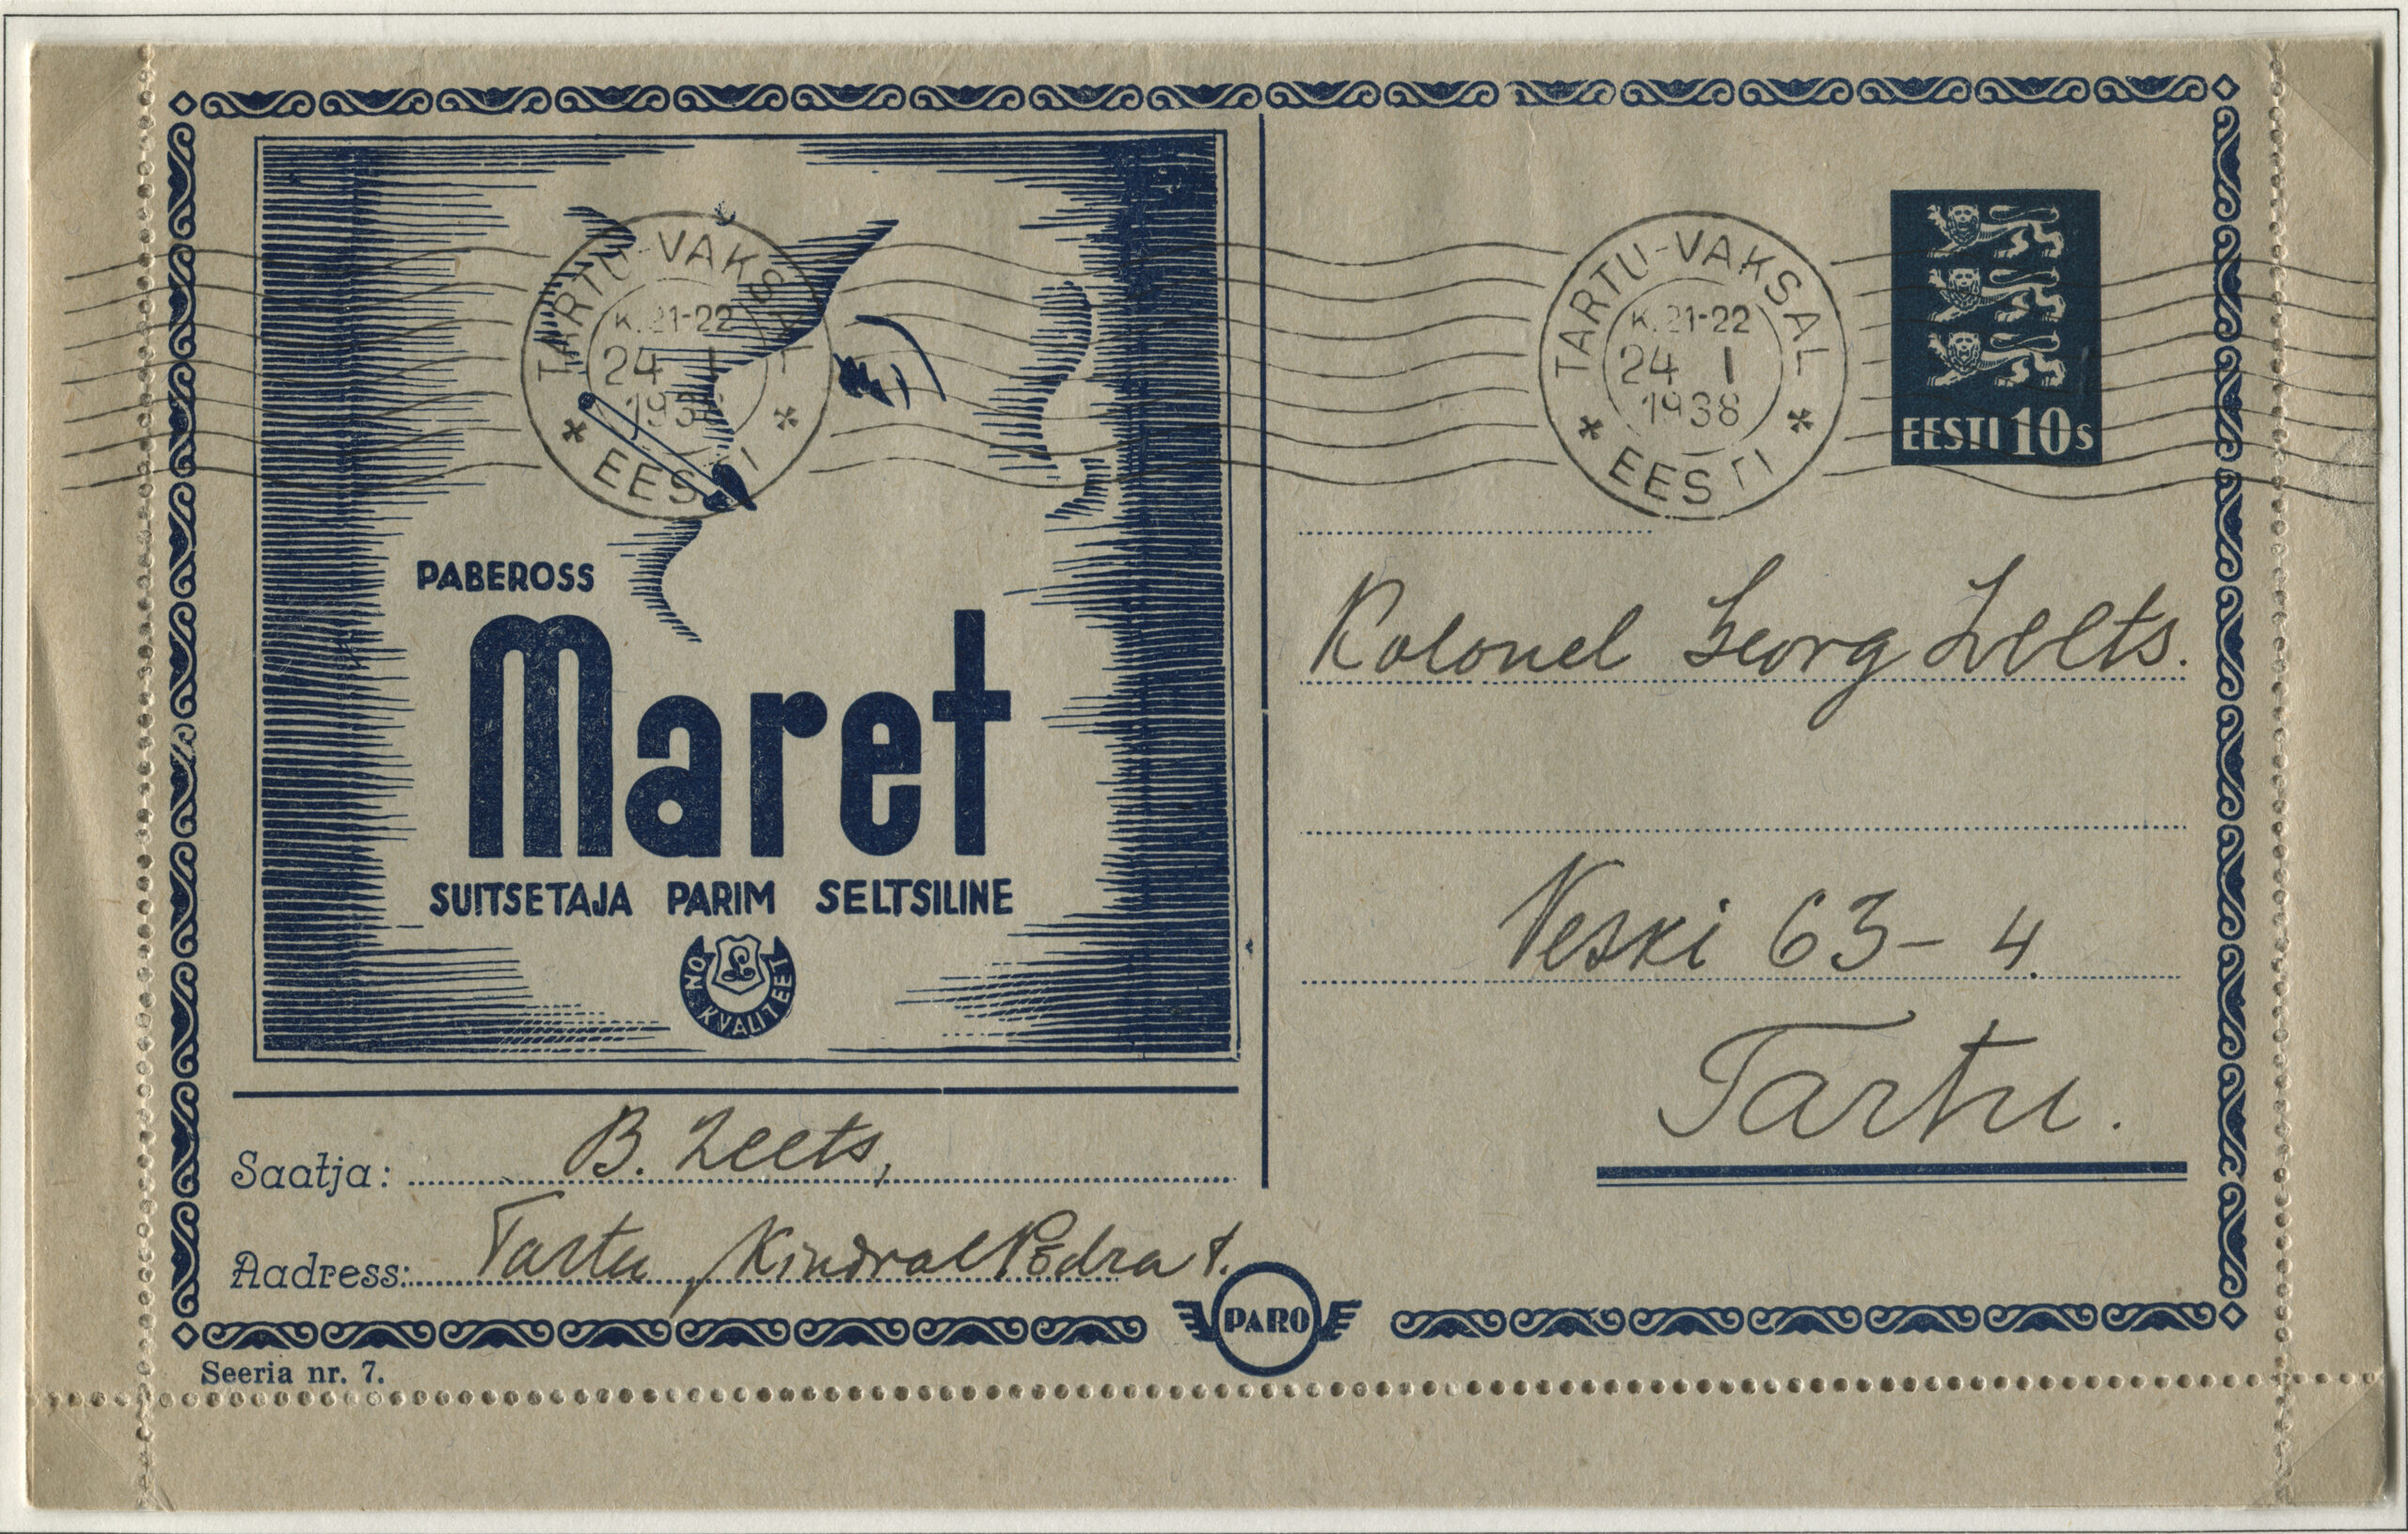 TARTU-VAKSAL
K. 21-22
24 I
1938
EESTI
TARTU-VAKSAL
K. 21-22
24 I
1938
EESTI
EESTI 10s
PABEROSS
Maret
SUITSETAJA PARIM SELTSILINE
L
ON KVALITEET
Kolonel Georg Leets.
Veski 63-4.
Tartu.
Saatja: B. Leets,
Aadress: Tartu, Kindral Põdra t.
PARO
Seeria nr. 7.